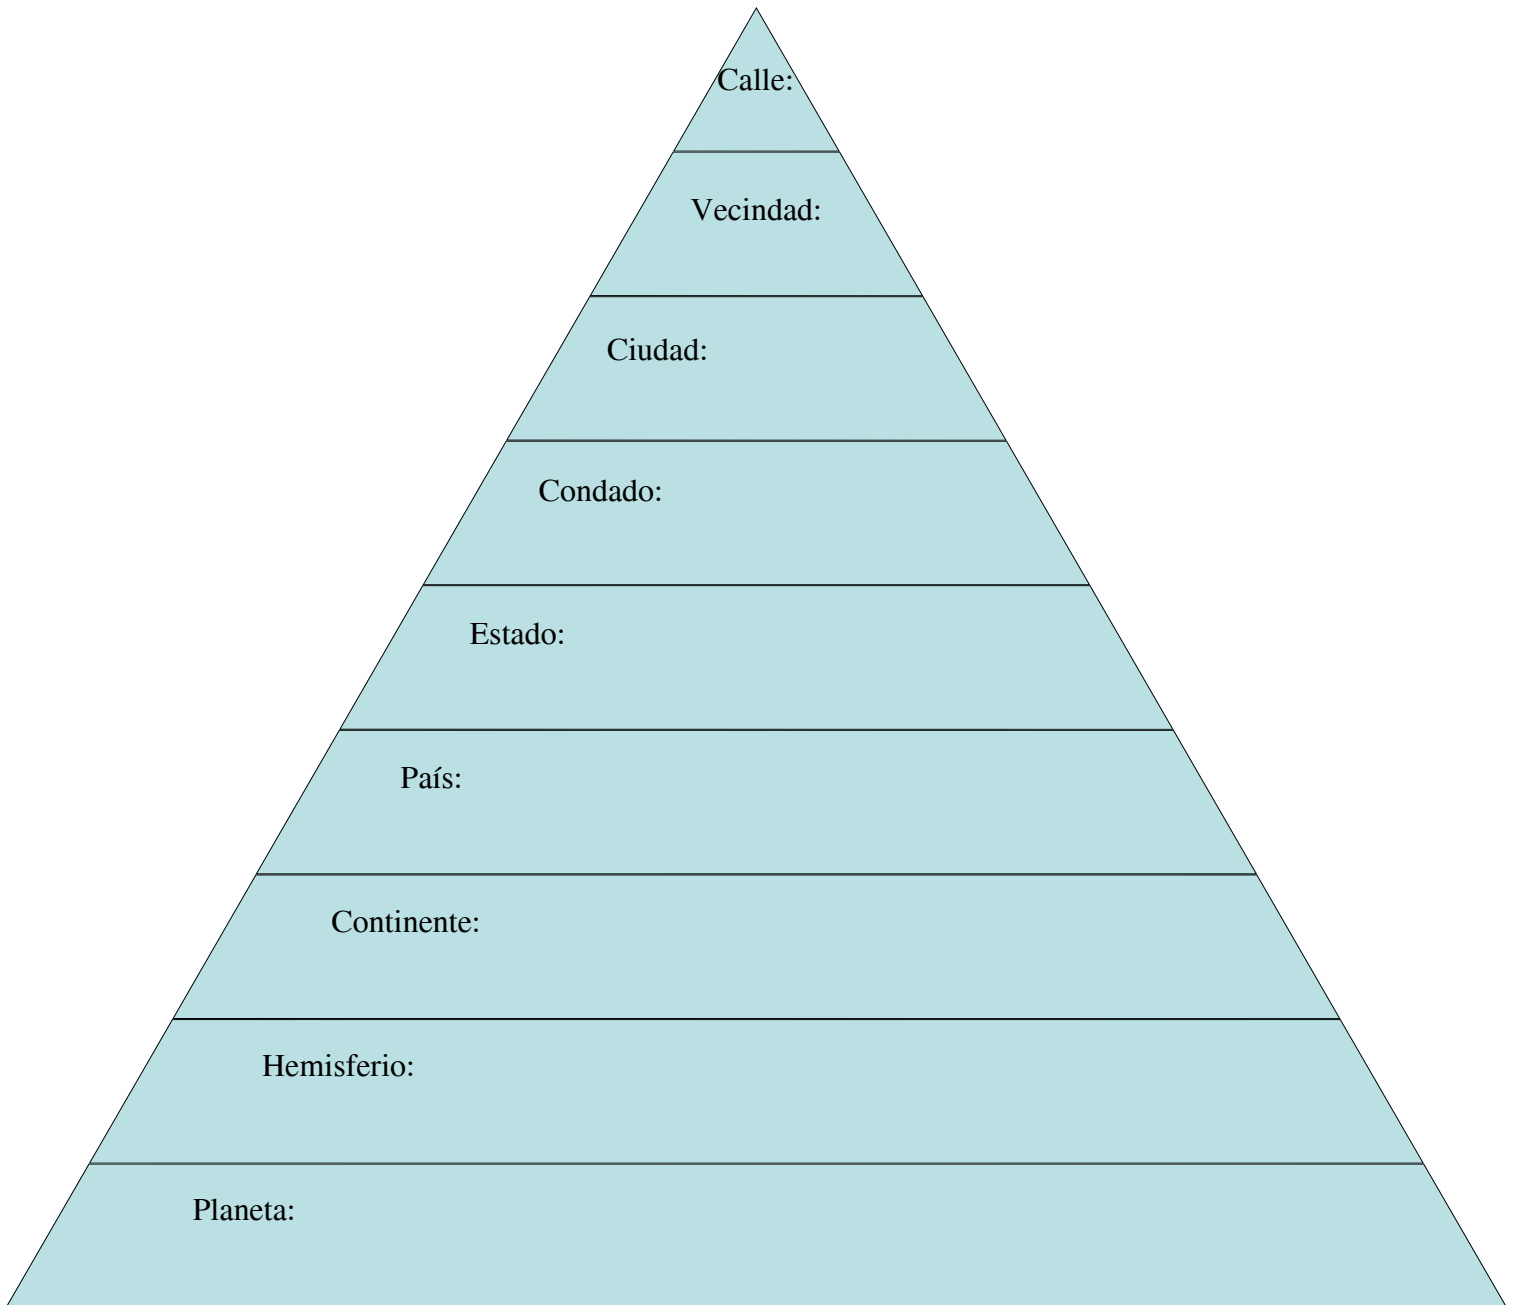 Calle:
Vecindad:
Ciudad:
Condado:
Estado:
País:
Continente:
Hemisferio:
Planeta: